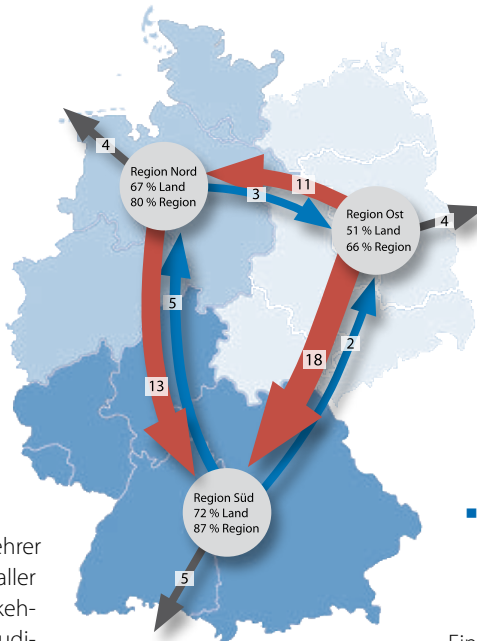 4
Region Nord
67 % Land
80 % Region
11
3
Region Ost
51 % Land
66 % Region
4
5
2
18
13
Region Süd
72 % Land
87 % Region
5
ehrer
aller
keh-
udi-